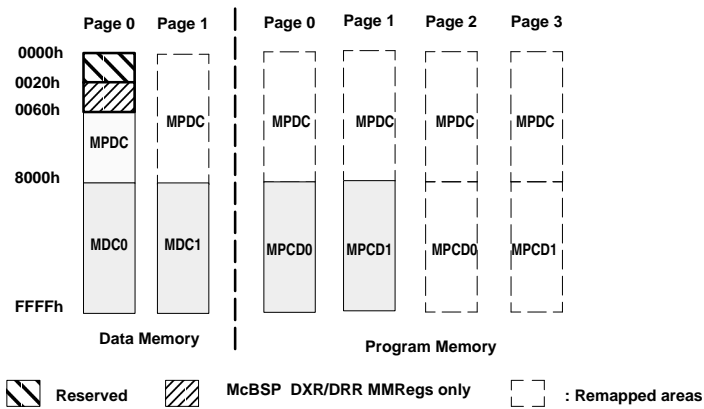 Page 0 Page 1 Page 0 Page 1 Page 2 Page 3
0000h
0020h
0060h
MPDC MPDC MPDC MPDC MPDC MPDC
8000h
MDC0 MDC1 MPCD0 MPCD1 MPCD0 MPCD1
FFFFh
Data Memory Program Memory
Reserved McBSP DXR/DRR MMRegs only : Remapped areas